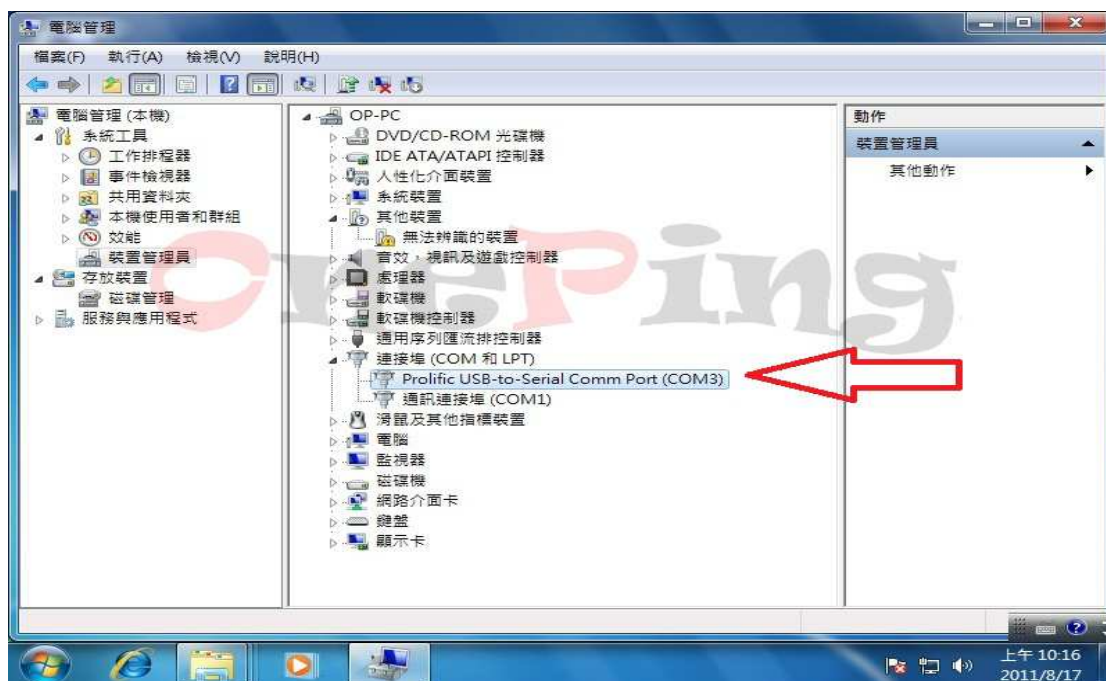 電腦管理
檔案(F) 執行(A) 檢視(V) 說明(H)
電腦管理 (本機)
系統工具
工作排程器
事件檢視器
共用資料夾
本機使用者和群組
效能
裝置管理員
存放裝置
磁碟管理
服務與應用程式
OP-PC
DVD/CD-ROM 光碟機
IDE ATA/ATAPI 控制器
人性化介面裝置
系統裝置
其他裝置
無法辨識的裝置
音效，視訊及遊戲控制器
處理器
軟碟機
軟碟機控制器
通用序列匯流排控制器
連接埠 (COM 和 LPT)
Prolific USB-to-Serial Comm Port (COM3)
通訊連接埠 (COM1)
滑鼠及其他指標裝置
電腦
監視器
磁碟機
網路介面卡
鍵盤
顯示卡
動作
裝置管理員
其他動作
OnePing
上午 10:16
2011/8/17